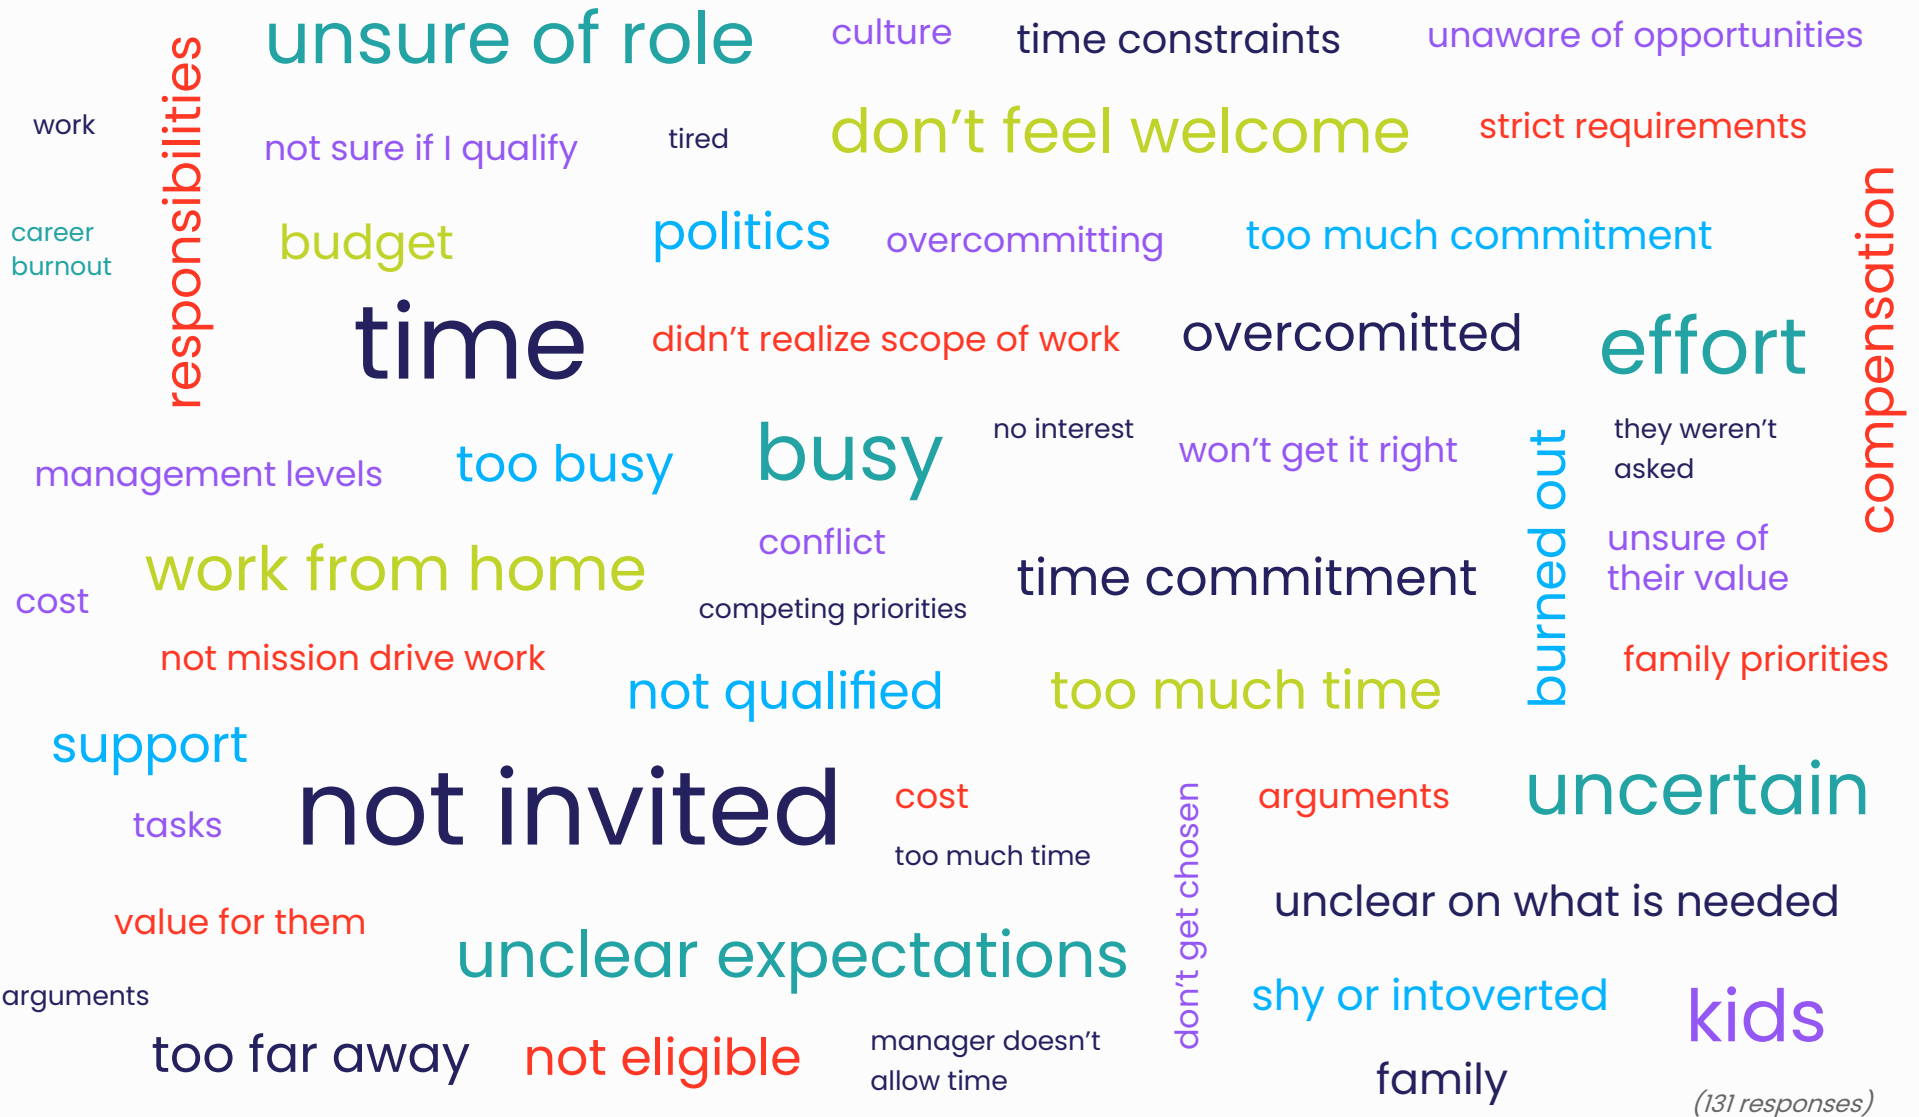 unsure of role
culture
time constraints
unaware of opportunities
responsibilities
work
not sure if I qualify
tired
don't feel welcome
strict requirements
compensation
career
burnout
budget
politics
overcommitting
too much commitment
time
didn't realize scope of work
overcomitted
effort
management levels
too busy
busy
no interest
won't get it right
burned out
they weren't
asked
cost
work from home
conflict
competing priorities
time commitment
unsure of
their value
not mission drive work
not qualified
too much time
family priorities
support
tasks
not invited
cost
too much time
don't get chosen
arguments
uncertain
value for them
unclear expectations
unclear on what is needed
arguments
too far away
not eligible
manager doesn't
allow time
shy or intoverted
kids
family
(131 responses)